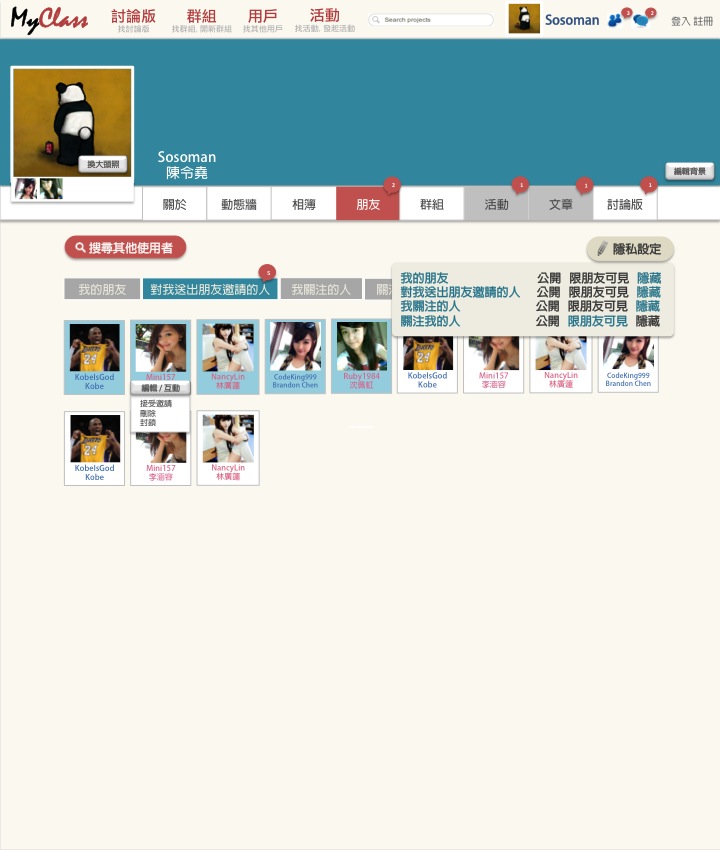 MyClass
討論版 群組 用戶 活動
找討論版 找群組, 開新群組 找其他用戶 找活動, 發起活動
Search projects
Sosoman
3
2
登入 註冊
換大頭照
Sosoman
陳令堯
編輯背景
關於 動態牆 相簿 朋友 群組 活動 文章 討論版
2
1
1
1
搜尋其他使用者
隱私設定
我的朋友 對我送出朋友邀請的人 我關注的人
5
我的朋友 公開 限朋友可見 隱藏
對我送出朋友邀請的人 公開 限朋友可見 隱藏
我關注的人 公開 限朋友可見 隱藏
關注我的人 公開 限朋友可見 隱藏
KobeIsGod Mini157 NancyLin CodeKing999 Ruby1984 KobeIsGod Mini157 NancyLin CodeKing999
Kobe 林廣蓮 Brandon Chen 沈佩虹 Kobe 李涵容 林廣蓮 Brandon Chen
編輯 / 互動
接受邀請
刪除
封鎖
KobeIsGod Mini157 NancyLin
Kobe 李涵容 林廣蓮